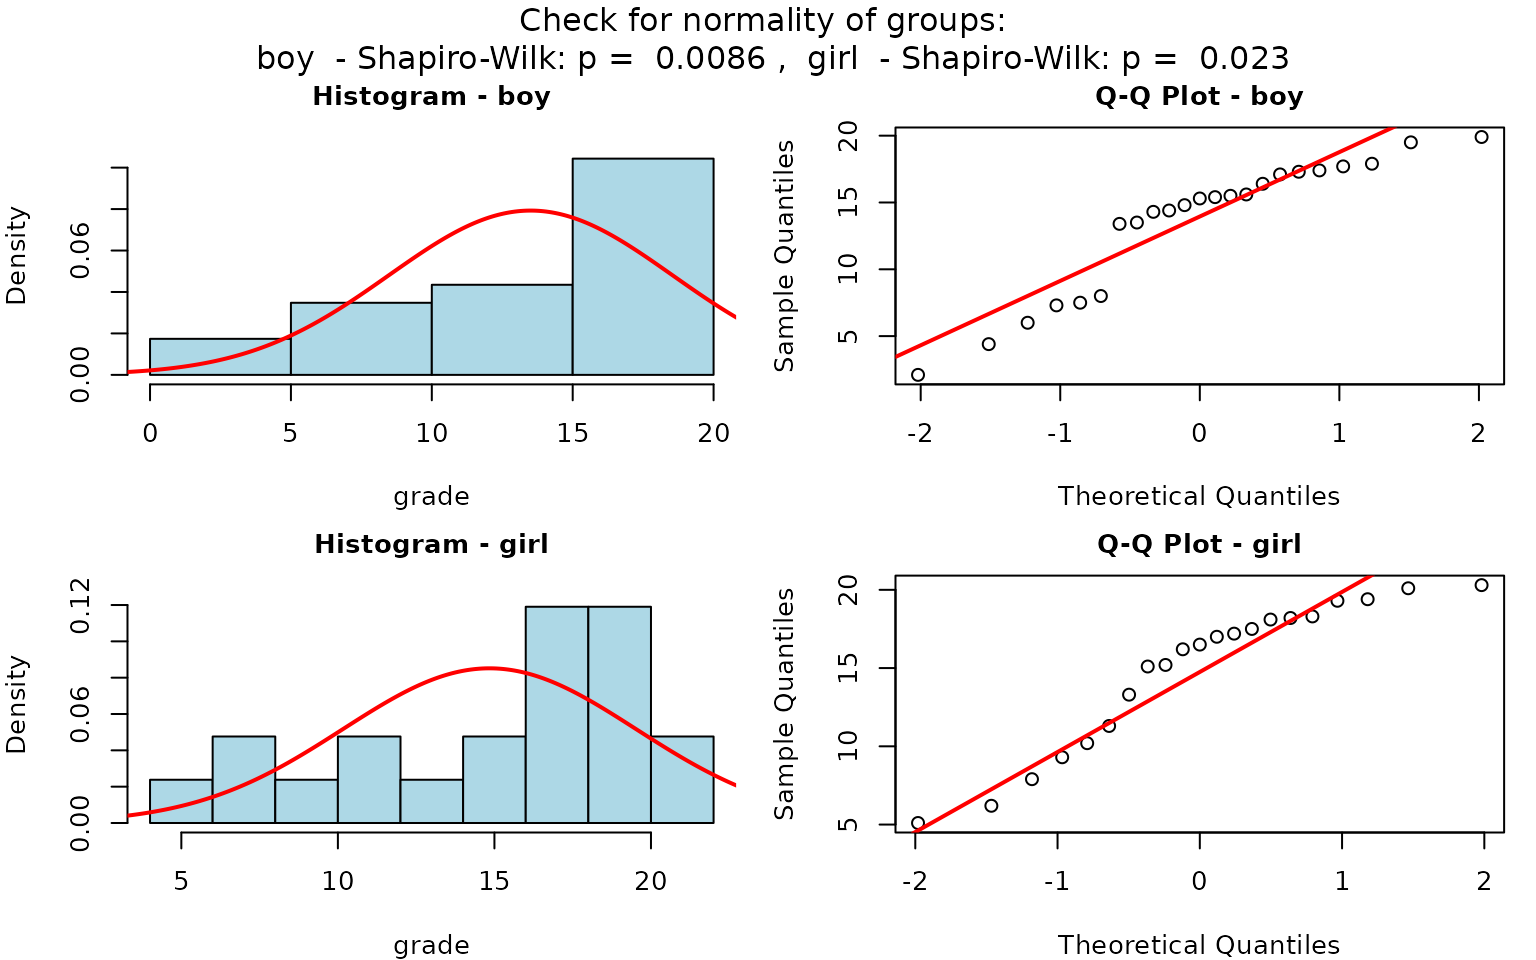 Check for normality of groups:
boy - Shapiro-Wilk: p = 0.0086 , girl - Shapiro-Wilk: p = 0.023
Histogram - boy
Density
0.00 0.06
0 5 10 15 20
grade
Q-Q Plot - boy
Sample Quantiles
5 10 15 20
-2 -1 0 1 2
Theoretical Quantiles
Histogram - girl
Density
0.00 0.06 0.12
5 10 15 20
grade
Q-Q Plot - girl
Sample Quantiles
5 10 15 20
-2 -1 0 1 2
Theoretical Quantiles